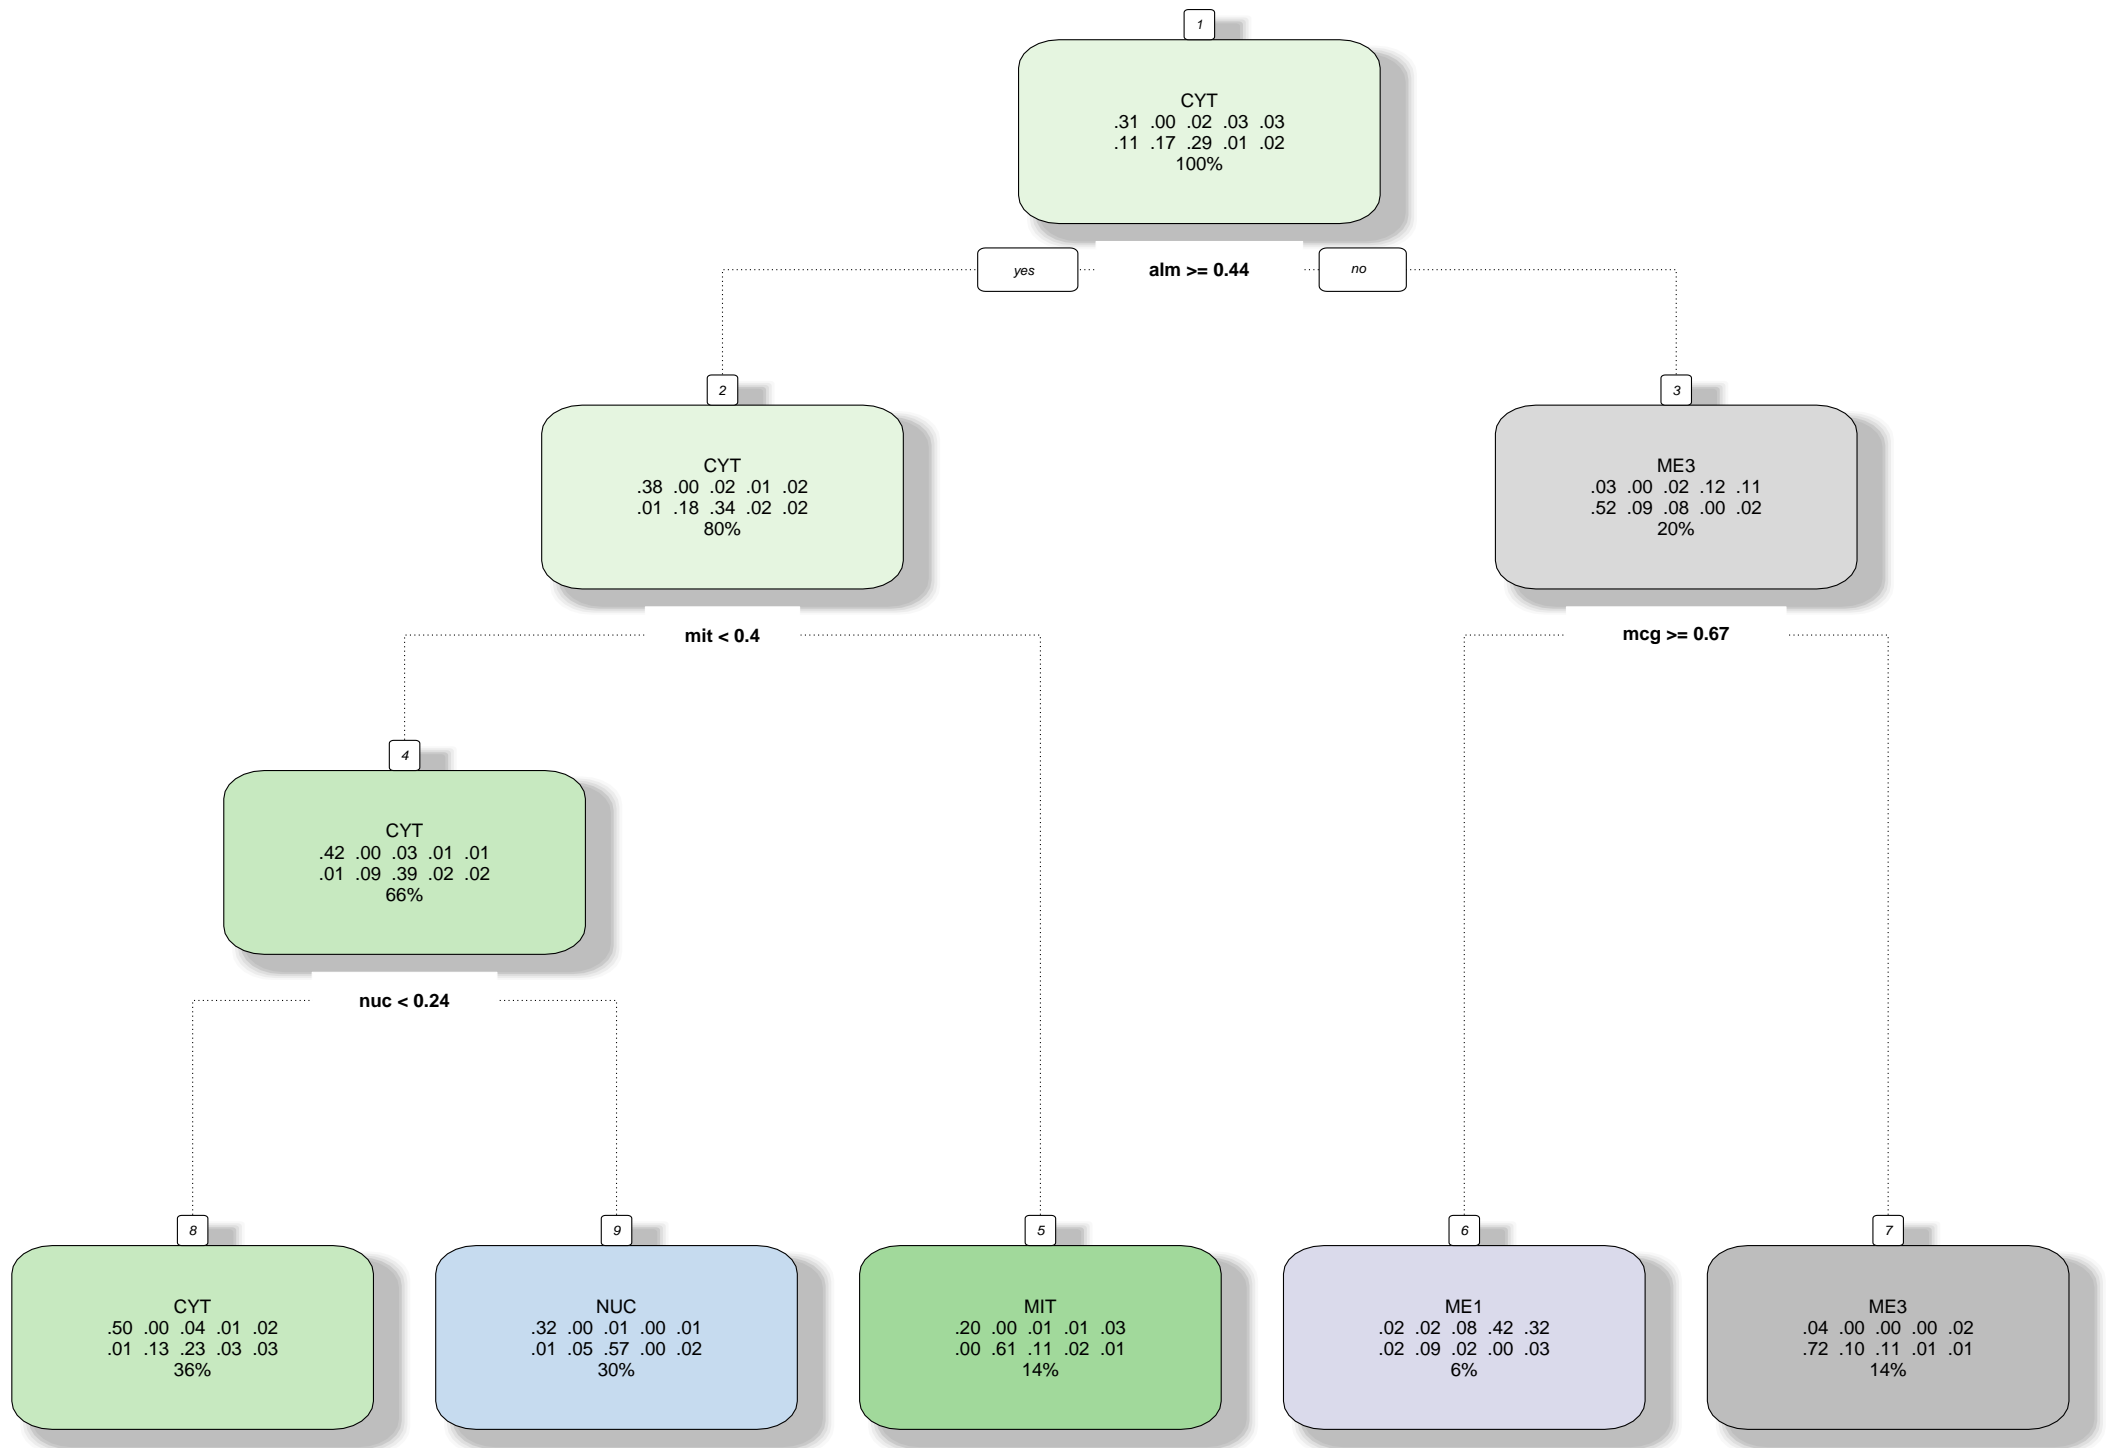 1
CYT
.31 .00 .02 .03 .03
.11 .17 .29 .01 .02
100%
yes
alm >= 0.44
no
2
CYT
.38 .00 .02 .01 .02
.01 .18 .34 .02 .02
80%
3
ME3
.03 .00 .02 .12 .11
.52 .09 .08 .00 .02
20%
mit < 0.4
mcg >= 0.67
4
CYT
.42 .00 .03 .01 .01
.01 .09 .39 .02 .02
66%
nuc < 0.24
8
CYT
.50 .00 .04 .01 .02
.01 .13 .23 .03 .03
36%
9
NUC
.32 .00 .01 .00 .01
.01 .05 .57 .00 .02
30%
5
MIT
.20 .00 .01 .01 .03
.00 .61 .11 .02 .01
14%
6
ME1
.02 .02 .08 .42 .32
.02 .09 .02 .00 .03
6%
7
ME3
.04 .00 .00 .00 .02
.72 .10 .11 .01 .01
14%